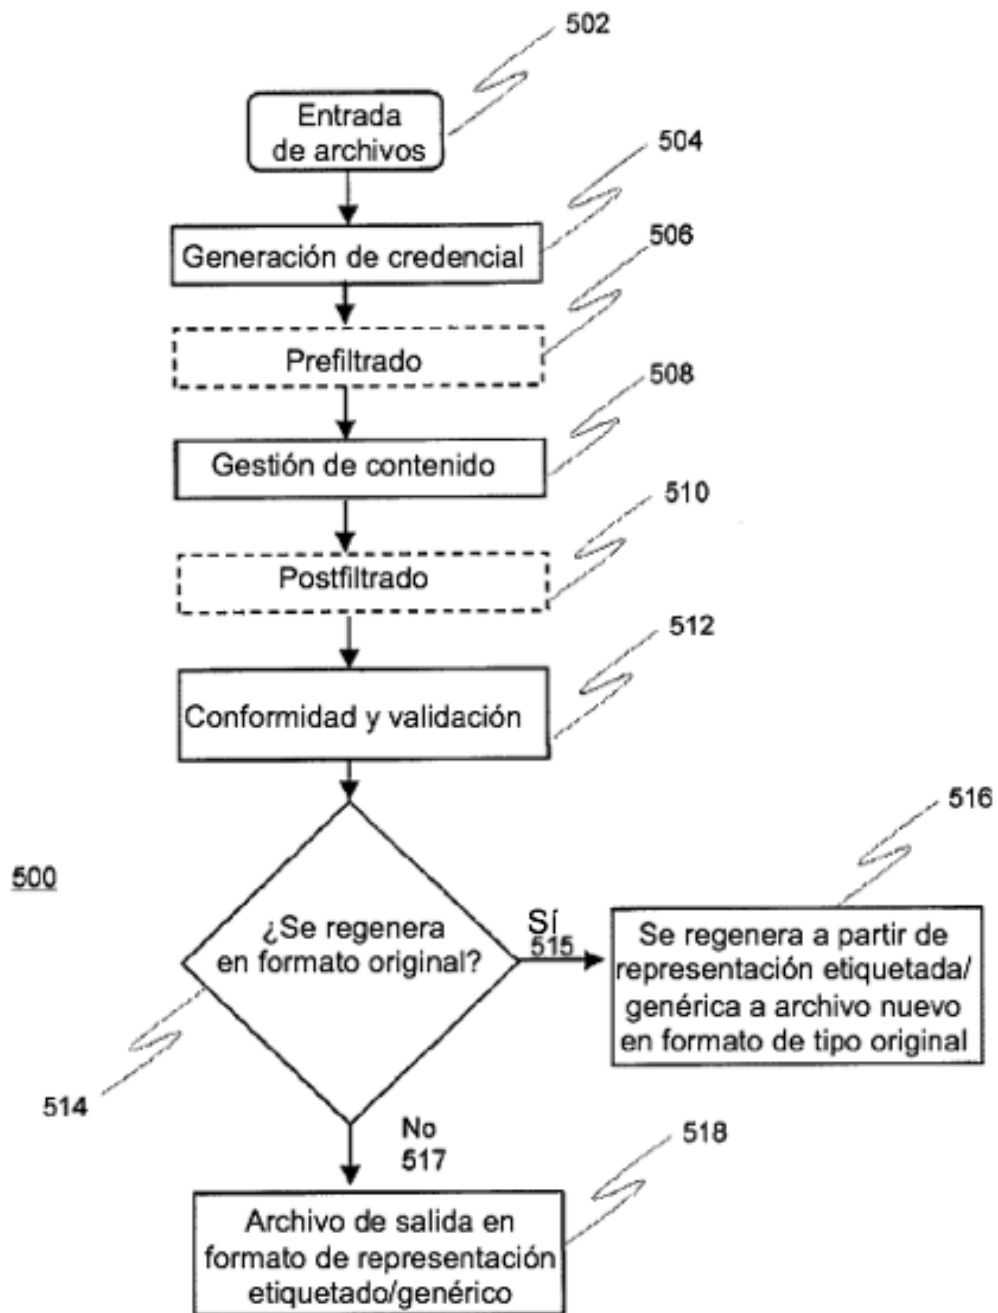 502
Entrada
de archivos
504
Generación de credencial
506
Prefiltrado
508
Gestión de contenido
510
Postfiltrado
512
Conformidad y validación
516
500
¿Se regenera
en formato original?
Sí
515
Se regenera a partir de
representación etiquetada/
genérica a archivo nuevo
en formato de tipo original
514
No
517
518
Archivo de salida en
formato de representación
etiquetado/genérico